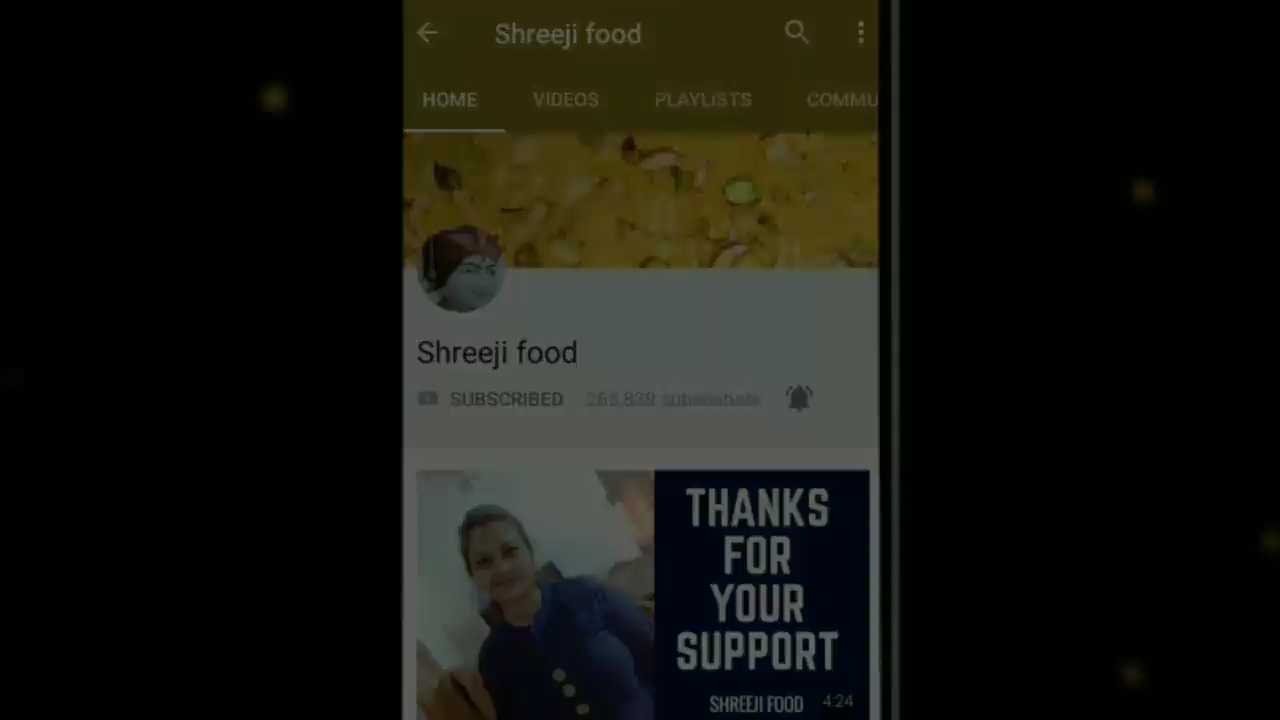 Shreeji food
HOME VIDEOS PLAYLISTS COMMU
Shreeji food
SUBSCRIBED
THANKS
FOR
YOUR
SUPPORT
SHREEJI FOOD 4:24